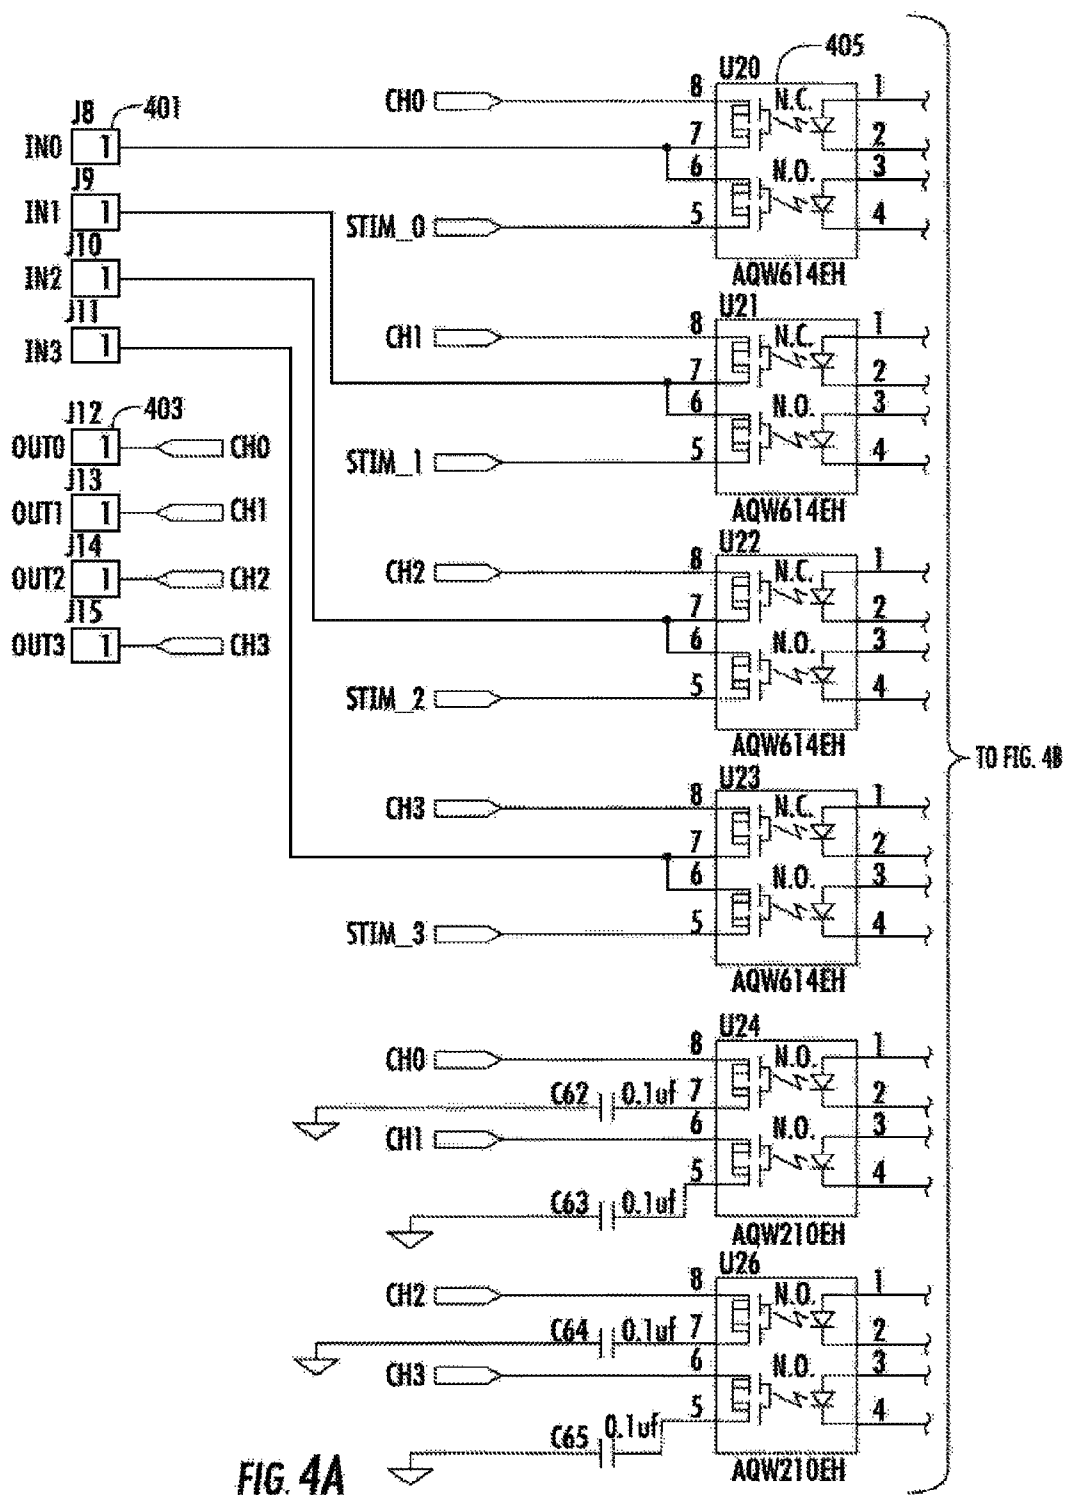 J8
401
IN0
1
J9
IN1
1
J10
IN2
1
J11
IN3
1
J12
403
OUT0
1
CH0
J13
OUT1
1
CH1
J14
OUT2
1
CH2
J15
OUT3
1
CH3
405
U20
CH0
8
N.C.
1
7
2
6
N.O.
3
STIM_0
5
4
AQW614EH
U21
CH1
8
N.C.
1
7
2
6
N.O.
3
STIM_1
5
4
AQW614EH
U22
CH2
8
N.C.
1
7
2
6
N.O.
3
STIM_2
5
4
AQW614EH
U23
CH3
8
N.C.
1
7
2
6
N.O.
3
STIM_3
5
4
AQW614EH
U24
CH0
8
N.O.
1
C62
0.1uf
7
2
CH1
6
N.O.
3
C63
0.1uf
5
4
AQW210EH
U26
CH2
8
N.O.
1
C64
0.1uf
7
2
CH3
6
N.O.
3
C65
0.1uf
5
4
AQW210EH
TO FIG. 4B
FIG. 4A